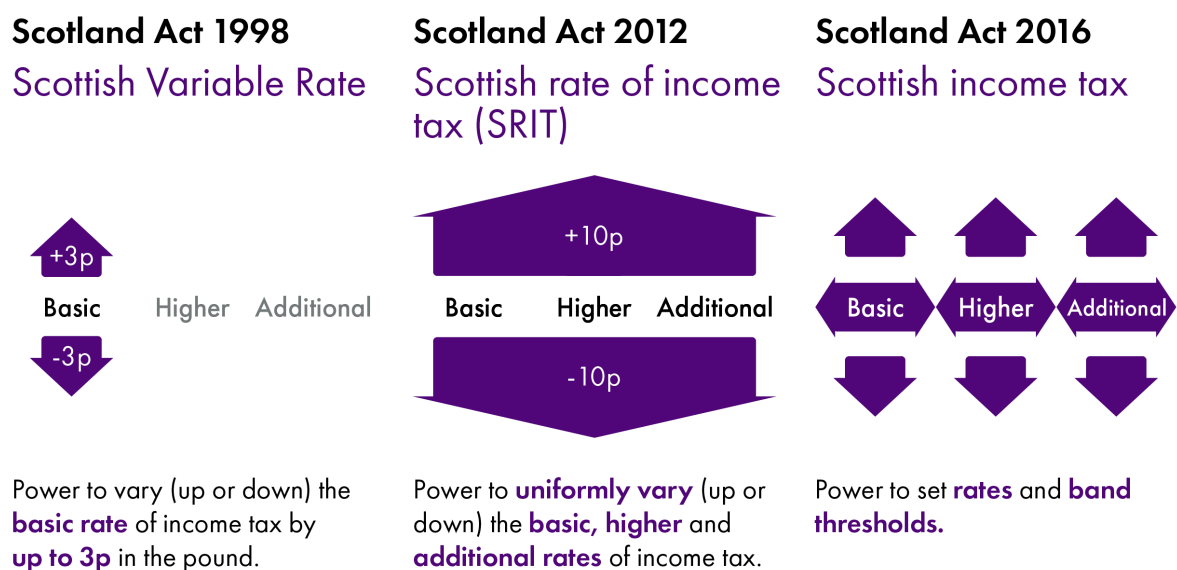 Scotland Act 1998
Scottish Variable Rate
+3p
Basic
Higher
Additional
-3p
Power to vary (up or down) the
basic rate of income tax by
up to 3p in the pound.
Scotland Act 2012
Scottish rate of income
tax (SRIT)
+10p
Basic
Higher
Additional
-10p
Power to uniformly vary (up or
down) the basic, higher and
additional rates of income tax.
Scotland Act 2016
Scottish income tax
Basic
Higher
Additional
Power to set rates and band
thresholds.